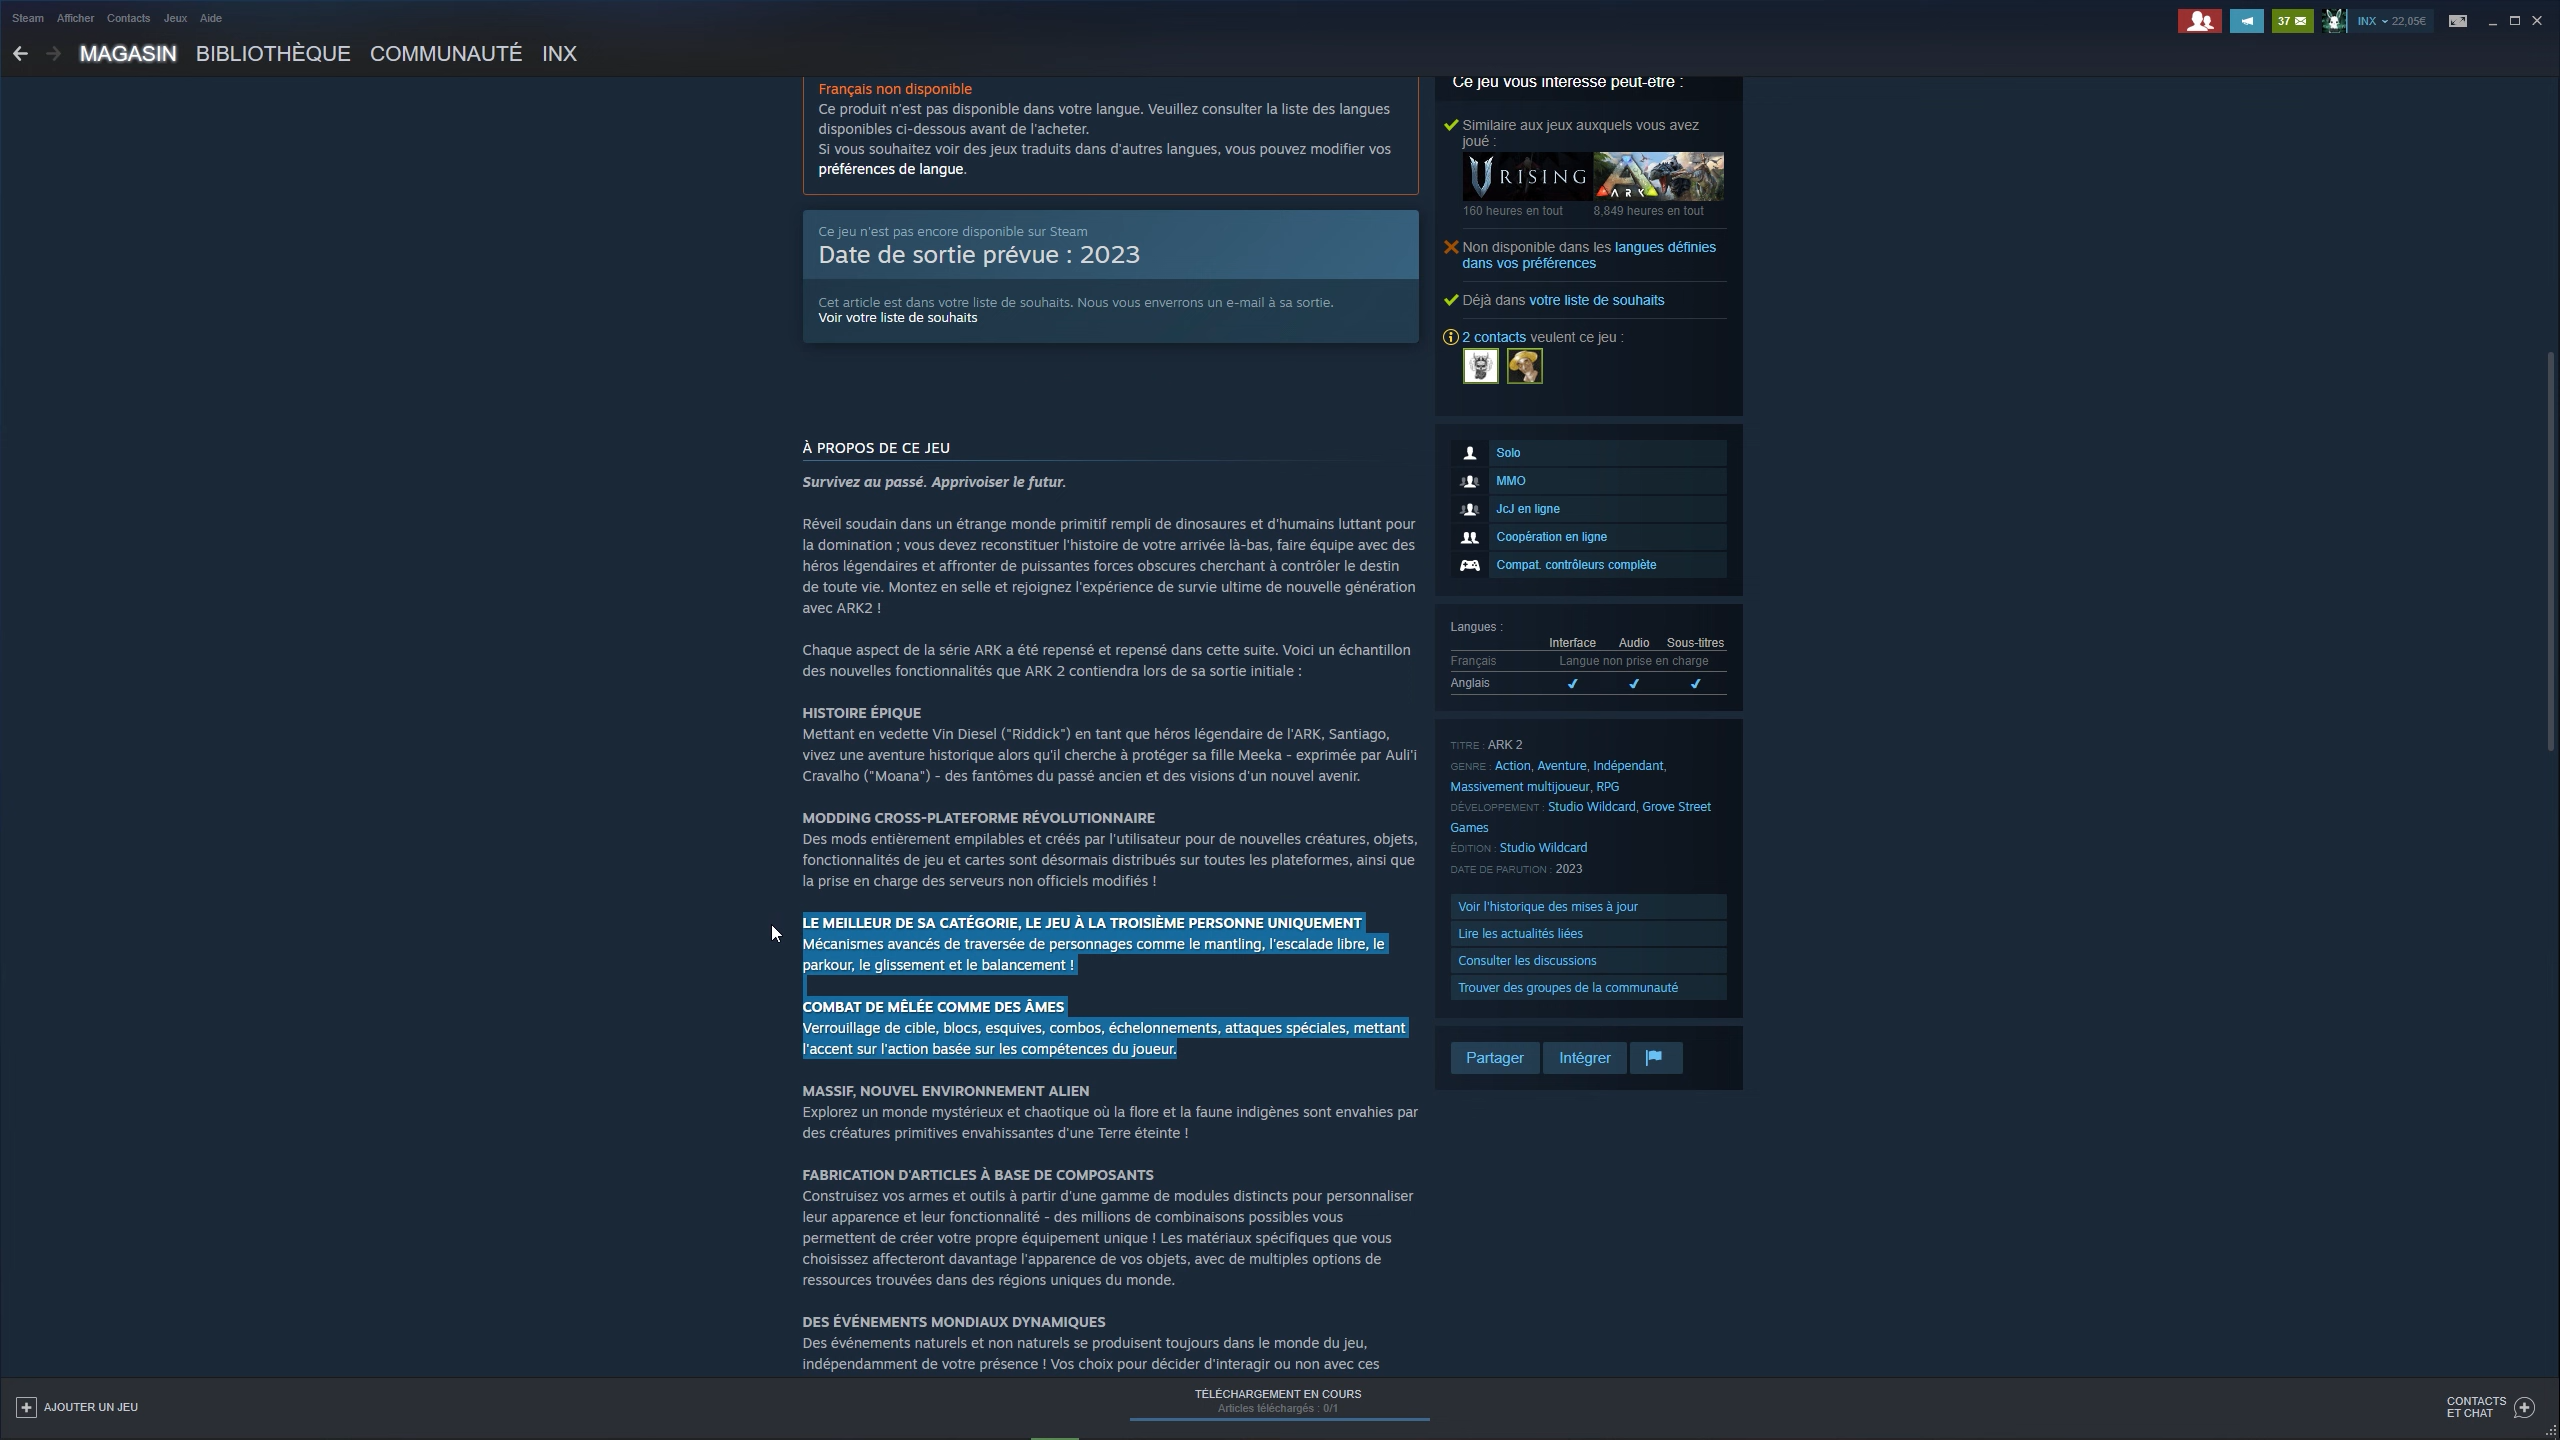 Steam Afficher Contacts Jeux Aide
37 INX 22,05€
MAGASIN BIBLIOTHÈQUE COMMUNAUTÉ INX
Français non disponible
Ce produit n'est pas disponible dans votre langue. Veuillez consulter la liste des langues
disponibles ci-dessous avant de l'acheter.
Si vous souhaitez voir des jeux traduits dans d'autres langues, vous pouvez modifier vos
préférences de langue.
Ce jeu n'est pas encore disponible sur Steam
Date de sortie prévue : 2023
Cet article est dans votre liste de souhaits. Nous vous enverrons un e-mail à sa sortie.
Voir votre liste de souhaits
À PROPOS DE CE JEU
Survivez au passé. Apprivoiser le futur.
Réveil soudain dans un étrange monde primitif rempli de dinosaures et d'humains luttant pour
la domination ; vous devez reconstituer l'histoire de votre arrivée là-bas, faire équipe avec des
héros légendaires et affronter de puissantes forces obscures cherchant à contrôler le destin
de toute vie. Montez en selle et rejoignez l'expérience de survie ultime de nouvelle génération
avec ARK2 !
Chaque aspect de la série ARK a été repensé et repensé dans cette suite. Voici un échantillon
des nouvelles fonctionnalités que ARK 2 contiendra lors de sa sortie initiale :
HISTOIRE ÉPIQUE
Mettant en vedette Vin Diesel ("Riddick") en tant que héros légendaire de l'ARK, Santiago,
vivez une aventure historique alors qu'il cherche à protéger sa fille Meeka - exprimée par Auli'i
Cravalho ("Moana") - des fantômes du passé ancien et des visions d'un nouvel avenir.
MODDING CROSS-PLATEFORME RÉVOLUTIONNAIRE
Des mods entièrement empilables et créés par l'utilisateur pour de nouvelles créatures, objets,
fonctionnalités de jeu et cartes sont désormais distribués sur toutes les plateformes, ainsi que
la prise en charge des serveurs non officiels modifiés !
LE MEILLEUR DE SA CATÉGORIE, LE JEU À LA TROISIÈME PERSONNE UNIQUEMENT
Mécanismes avancés de traversée de personnages comme le mantling, l'escalade libre, le
parkour, le glissement et le balancement !
COMBAT DE MÊLÉE COMME DES ÂMES
Verrouillage de cible, blocs, esquives, combos, échelonnements, attaques spéciales, mettant
l'accent sur l'action basée sur les compétences du joueur.
MASSIF, NOUVEL ENVIRONNEMENT ALIEN
Explorez un monde mystérieux et chaotique où la flore et la faune indigènes sont envahies par
des créatures primitives envahissantes d'une Terre éteinte !
FABRICATION D'ARTICLES À BASE DE COMPOSANTS
Construisez vos armes et outils à partir d'une gamme de modules distincts pour personnaliser
leur apparence et leur fonctionnalité - des millions de combinaisons possibles vous
permettent de créer votre propre équipement unique ! Les matériaux spécifiques que vous
choisissez affecteront davantage l'apparence de vos objets, avec de multiples options de
ressources trouvées dans des régions uniques du monde.
DES ÉVÉNEMENTS MONDIAUX DYNAMIQUES
Des événements naturels et non naturels se produisent toujours dans le monde du jeu,
indépendamment de votre présence ! Vos choix pour décider d'interagir ou non avec ces
Ce jeu vous intéresse peut-être :
Similaire aux jeux auxquels vous avez
joué :
V RISING ARK
160 heures en tout 8,849 heures en tout
Non disponible dans les langues définies
dans vos préférences
Déjà dans votre liste de souhaits
2 contacts veulent ce jeu :
Solo
MMO
JcJ en ligne
Coopération en ligne
Compat. contrôleurs complète
Langues :
Interface Audio Sous-titres
Français Langue non prise en charge
Anglais ✔ ✔ ✔
TITRE : ARK 2
GENRE : Action, Aventure, Indépendant,
Massivement multijoueur, RPG
DÉVELOPPEMENT : Studio Wildcard, Grove Street
Games
ÉDITION : Studio Wildcard
DATE DE PARUTION : 2023
Voir l'historique des mises à jour
Lire les actualités liées
Consulter les discussions
Trouver des groupes de la communauté
Partager Intégrer
AJOUTER UN JEU
TÉLÉCHARGEMENT EN COURS
Articles téléchargés : 0/1
CONTACTS
ET CHAT